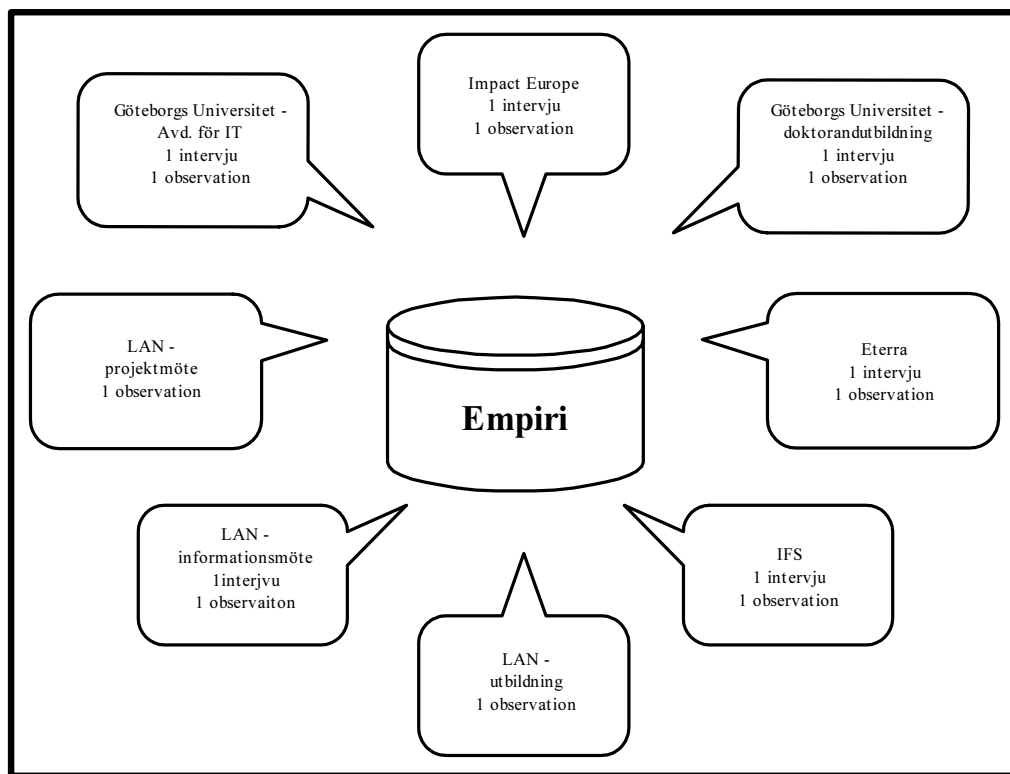 Impact Europe
1 intervju
1 observation
Göteborgs Universitet -
Avd. för IT
1 intervju
1 observation
Göteborgs Universitet -
doktorandutbildning
1 intervju
1 observation
LAN -
projektmöte
1 observation
Eterra
1 intervju
1 observation
Empiri
LAN -
informationsmöte
1interjvu
1 observaiton
IFS
1 intervju
1 observation
LAN -
utbildning
1 observation